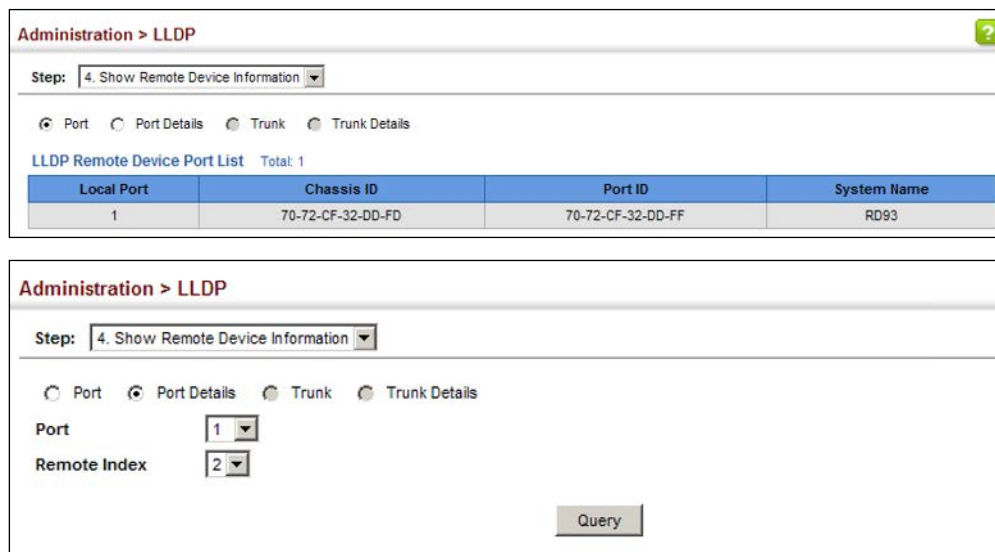 Administration > LLDP
?
Step: 4. Show Remote Device Information
Port Port Details Trunk Trunk Details
LLDP Remote Device Port List Total: 1
Local Port Chassis ID Port ID System Name
1 70-72-CF-32-DD-FD 70-72-CF-32-DD-FF RD93
Administration > LLDP
Step: 4. Show Remote Device Information
Port Port Details Trunk Trunk Details
Port 1
Remote Index 2
Query